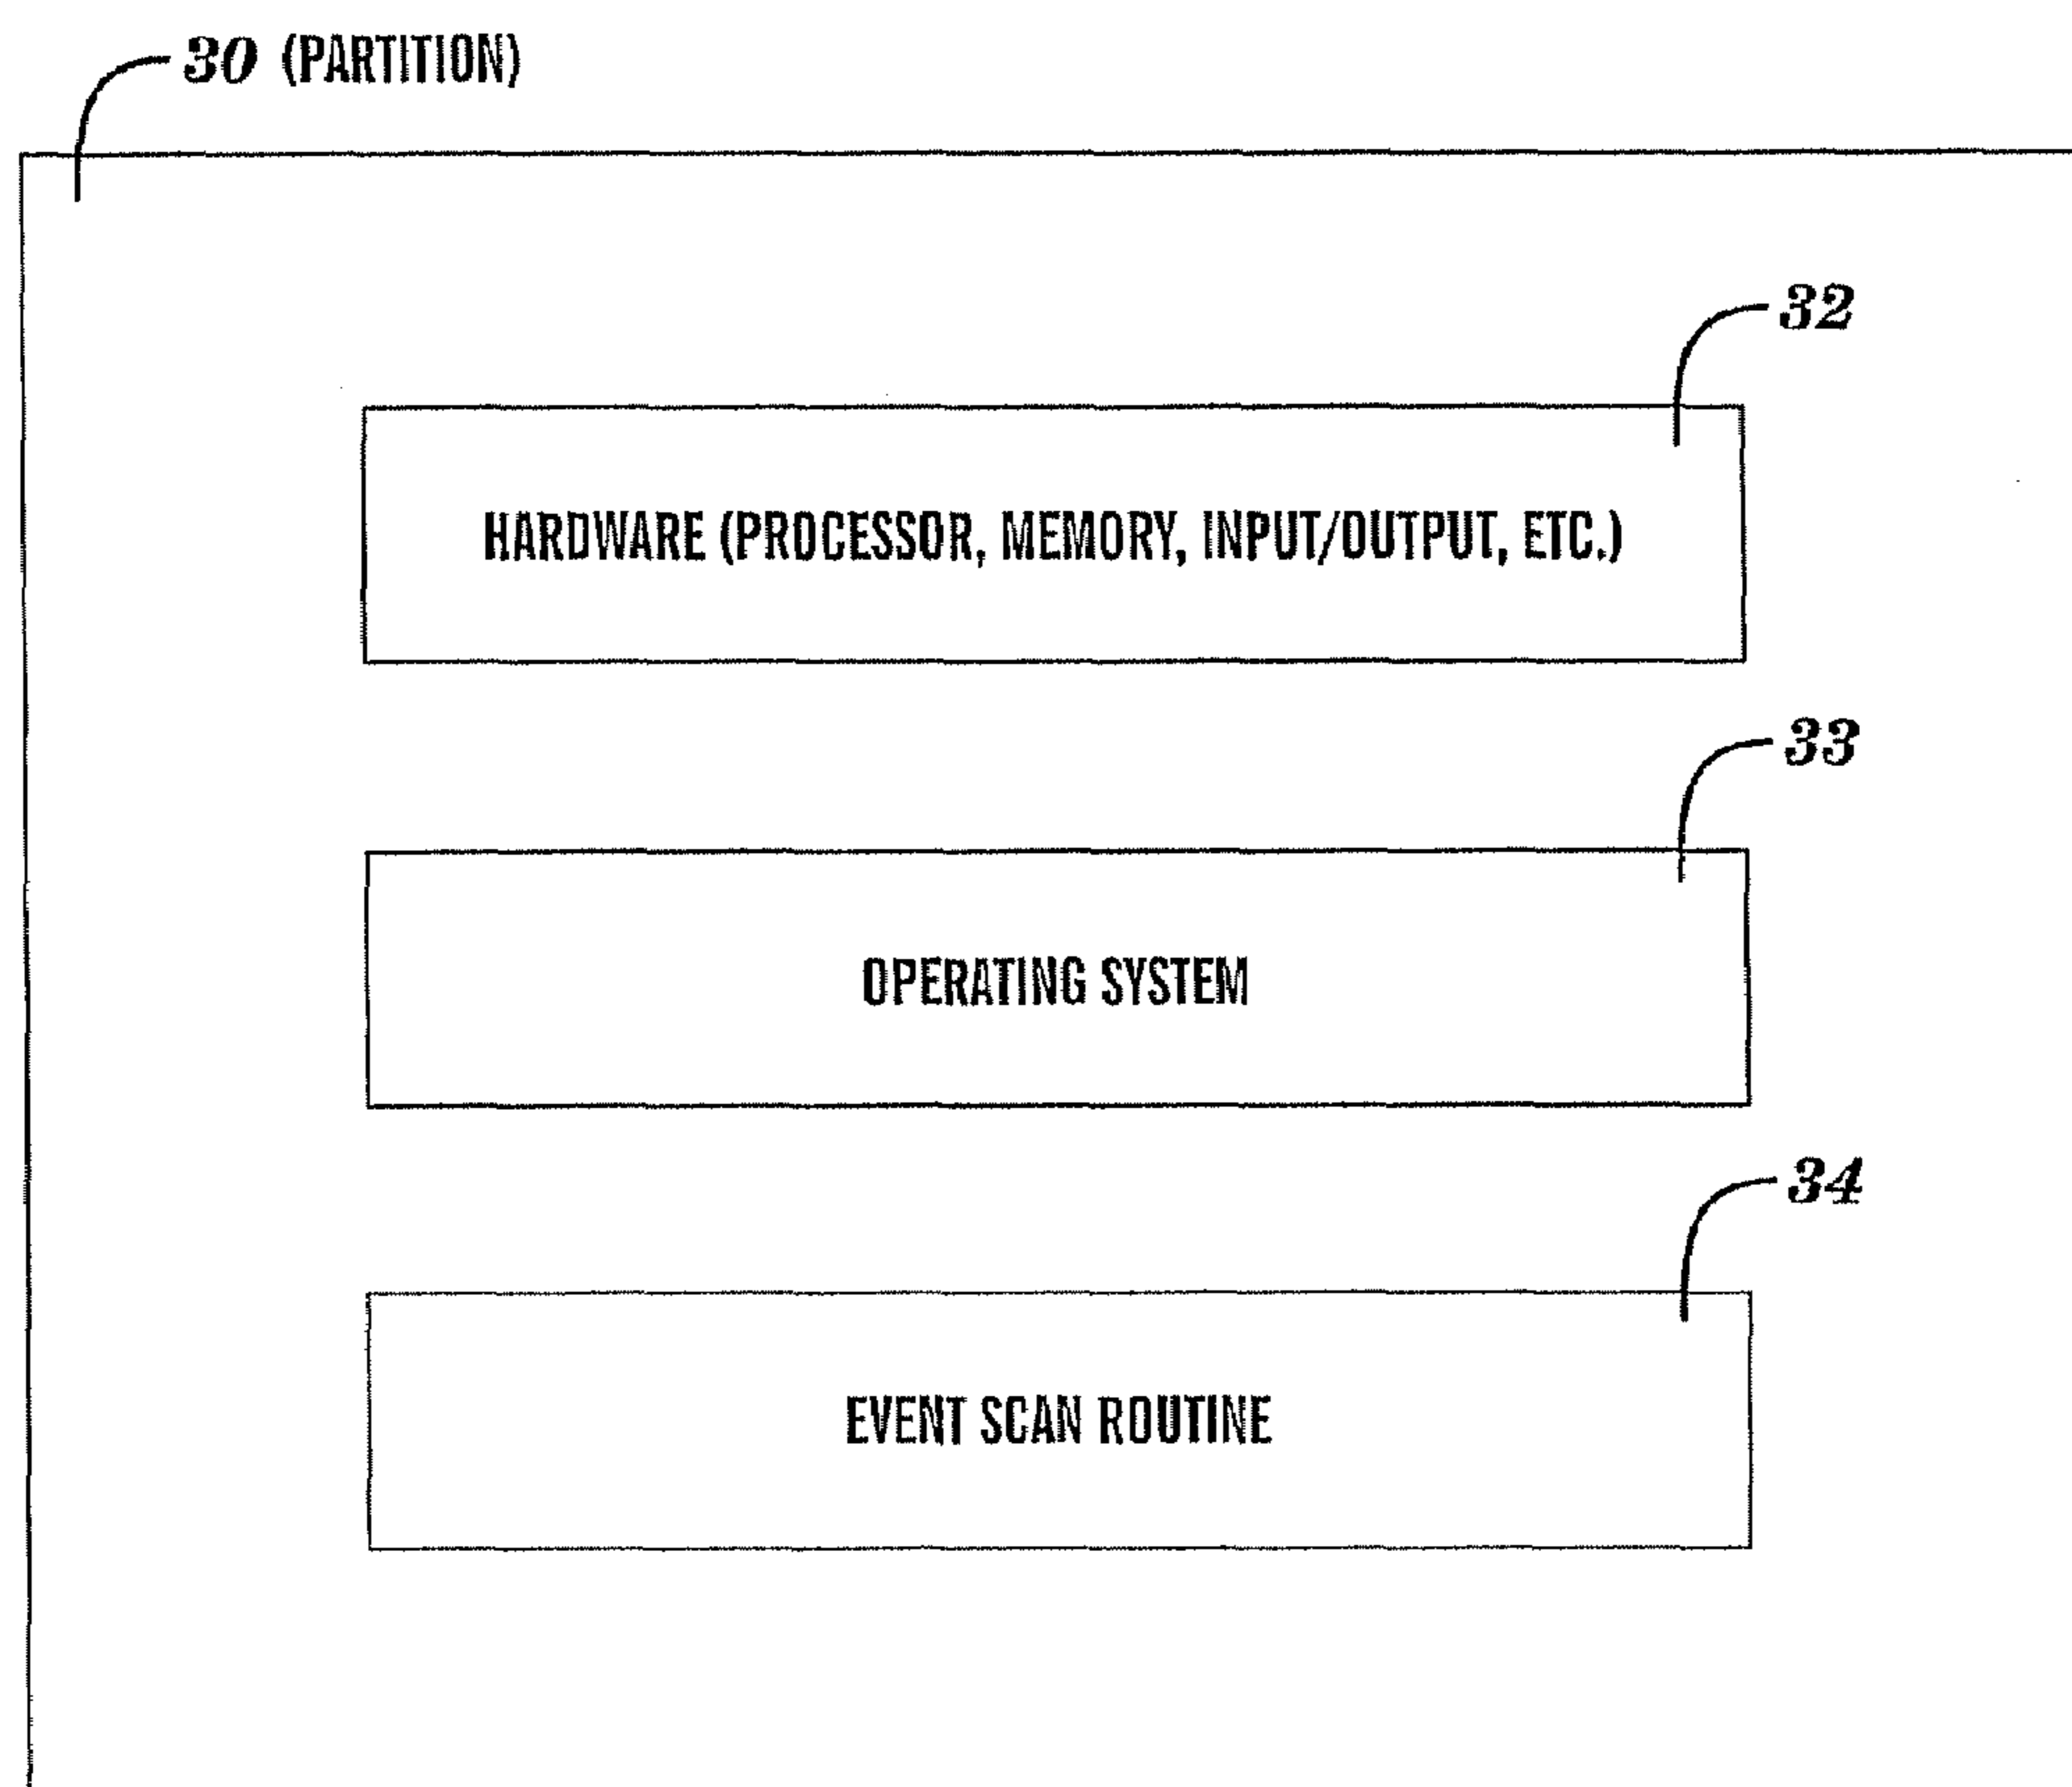 30 (PARTITION)
32
HARDWARE (PROCESSOR, MEMORY, INPUT/OUTPUT, ETC.)
33
OPERATING SYSTEM
34
EVENT SCAN ROUTINE